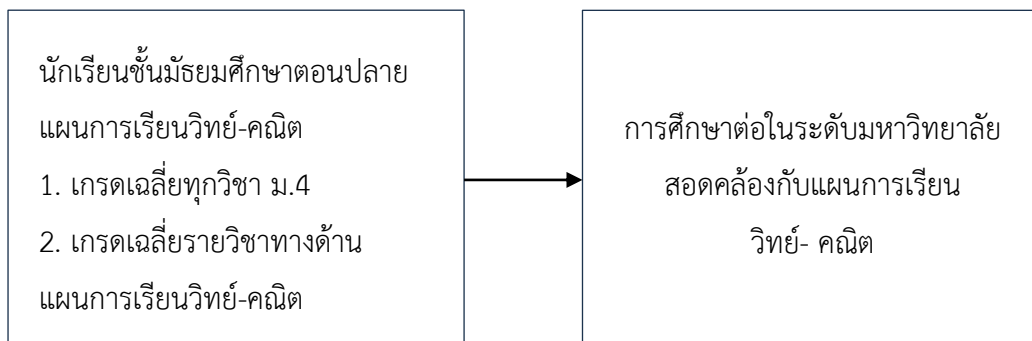 นักเรียนชั้นมัธยมศึกษาตอนปลาย
แผนการเรียนวิทย์-คณิต
1. เกรดเฉลี่ยทุกวิชา ม.4
2. เกรดเฉลี่ยรายวิชาทางด้าน
แผนการเรียนวิทย์-คณิต
การศึกษาต่อในระดับมหาวิทยาลัย
สอดคล้องกับแผนการเรียน
วิทย์- คณิต